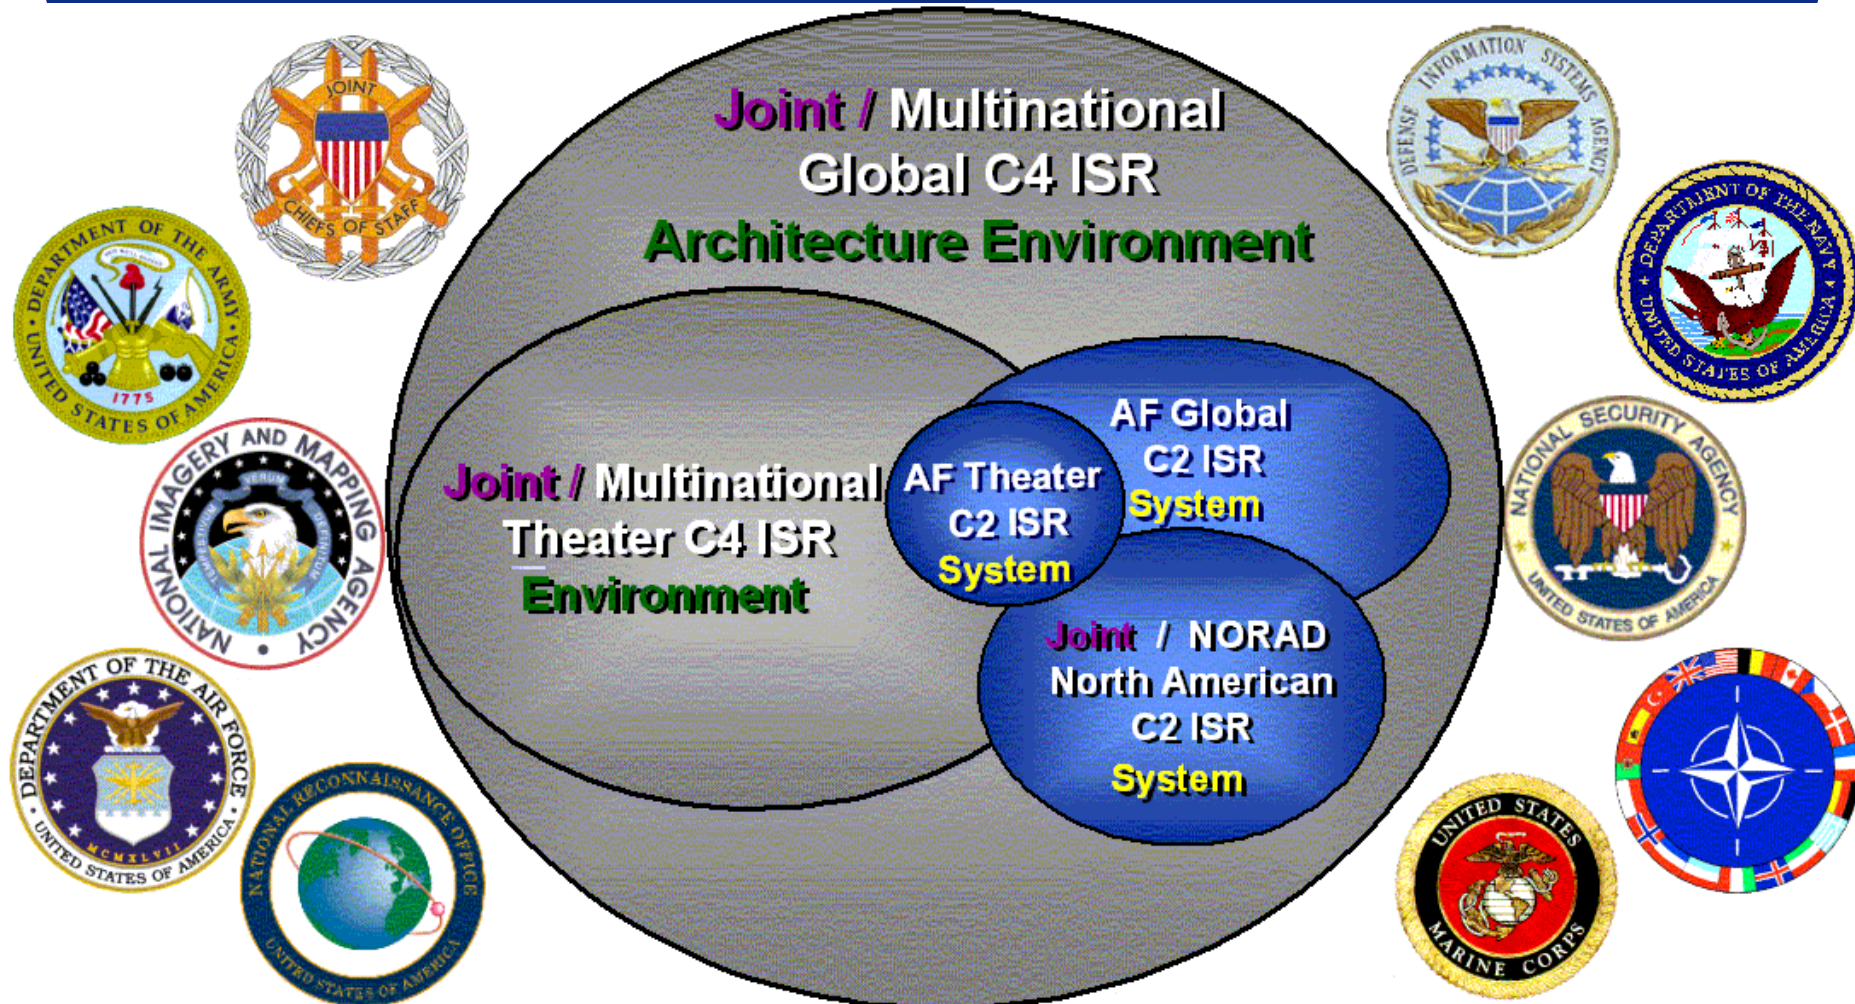 Joint / Multinational
Global C4 ISR
Architecture Environment
Joint / Multinational
Theater C4 ISR
Environment
AF Theater
C2 ISR
System
AF Global
C2 ISR
System
Joint / NORAD
North American
C2 ISR
System
JOINT
CHIEFS OF STAFF
DEPARTMENT OF THE ARMY
UNITED STATES OF AMERICA
1775
NATIONAL IMAGERY AND MAPPING AGENCY
TEMPESTIVUM VERUM DEFINITUM
DEPARTMENT OF THE AIR FORCE
UNITED STATES OF AMERICA
MCMXLVII
NATIONAL RECONNAISSANCE OFFICE
UNITED STATES OF AMERICA
DEFENSE INFORMATION SYSTEMS AGENCY
DEPARTMENT OF THE NAVY
UNITED STATES OF AMERICA
NATIONAL SECURITY AGENCY
UNITED STATES OF AMERICA
UNITED STATES
MARINE CORPS